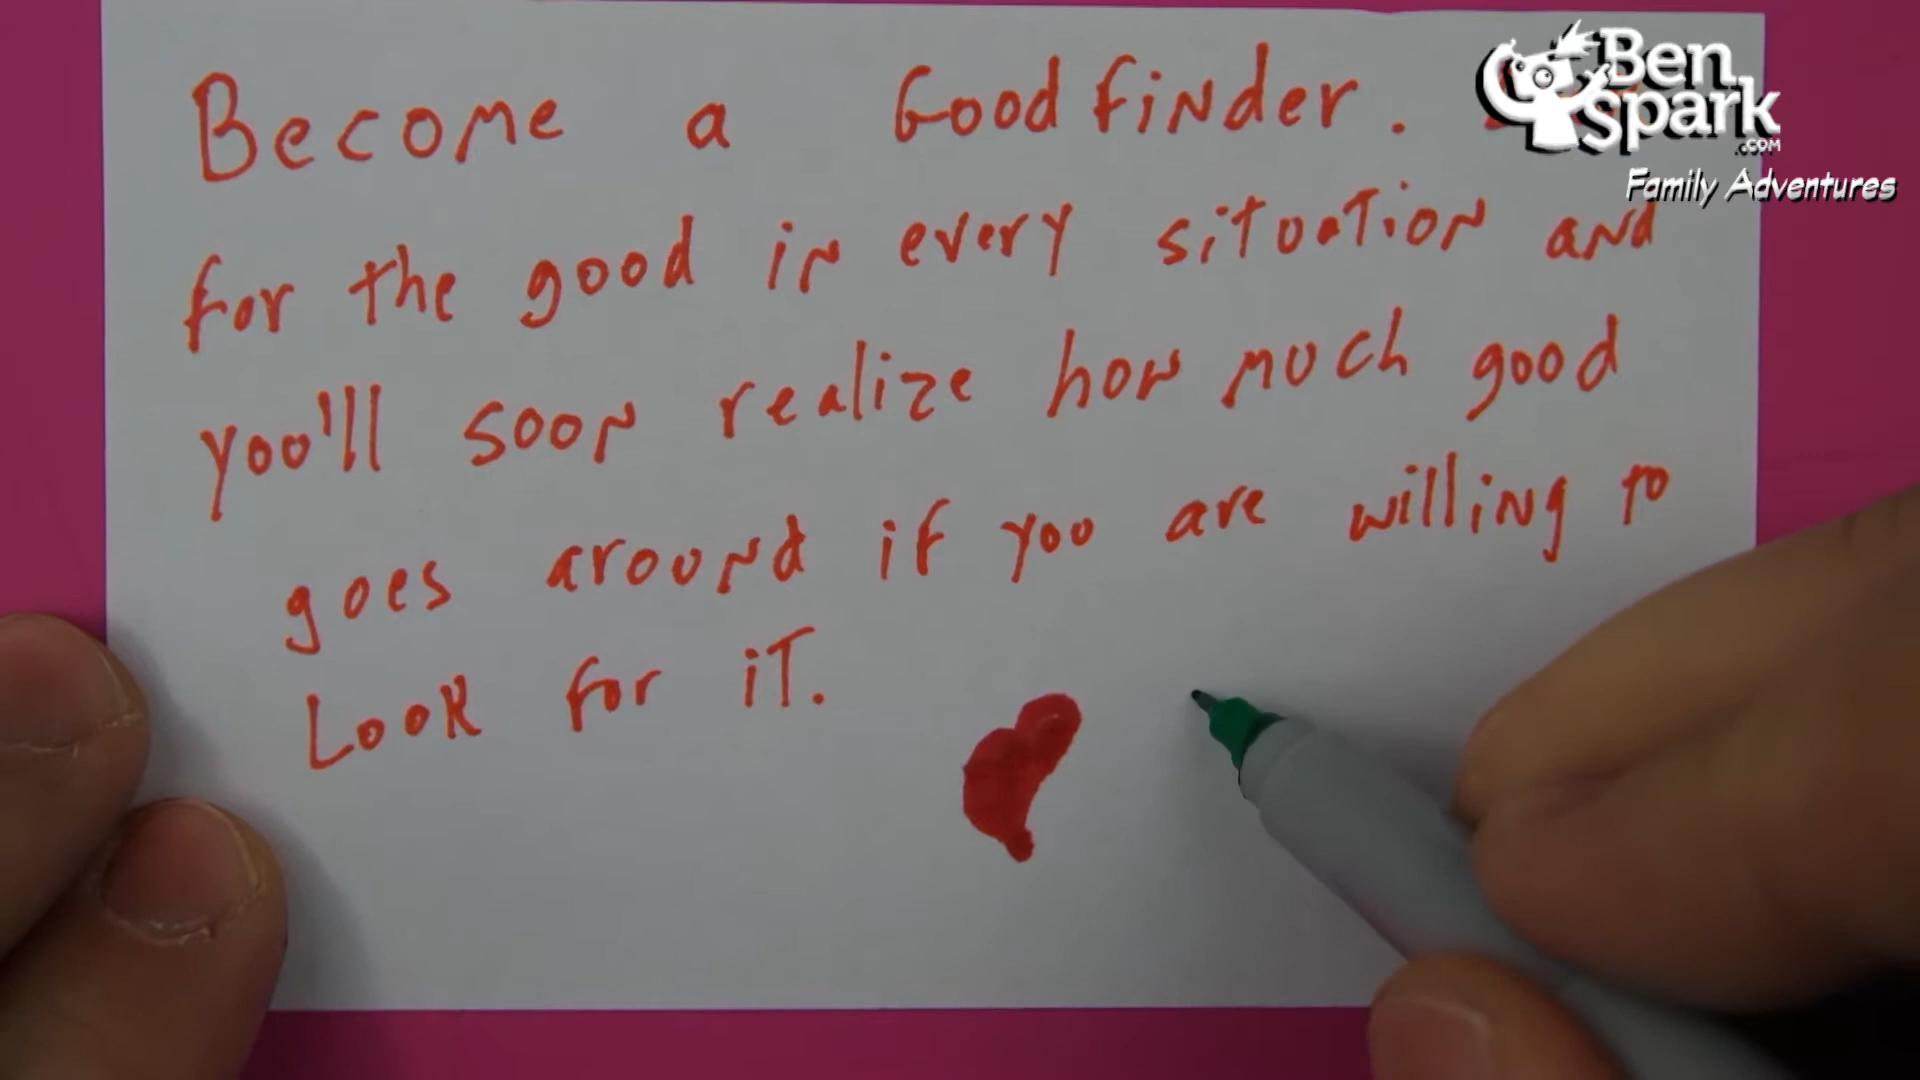 Become a Goodfinder.
for the good in every situation and
you'll soon realize how much good
goes around if you are willing to
Look for it.
Ben
Spark
.COM
Family Adventures